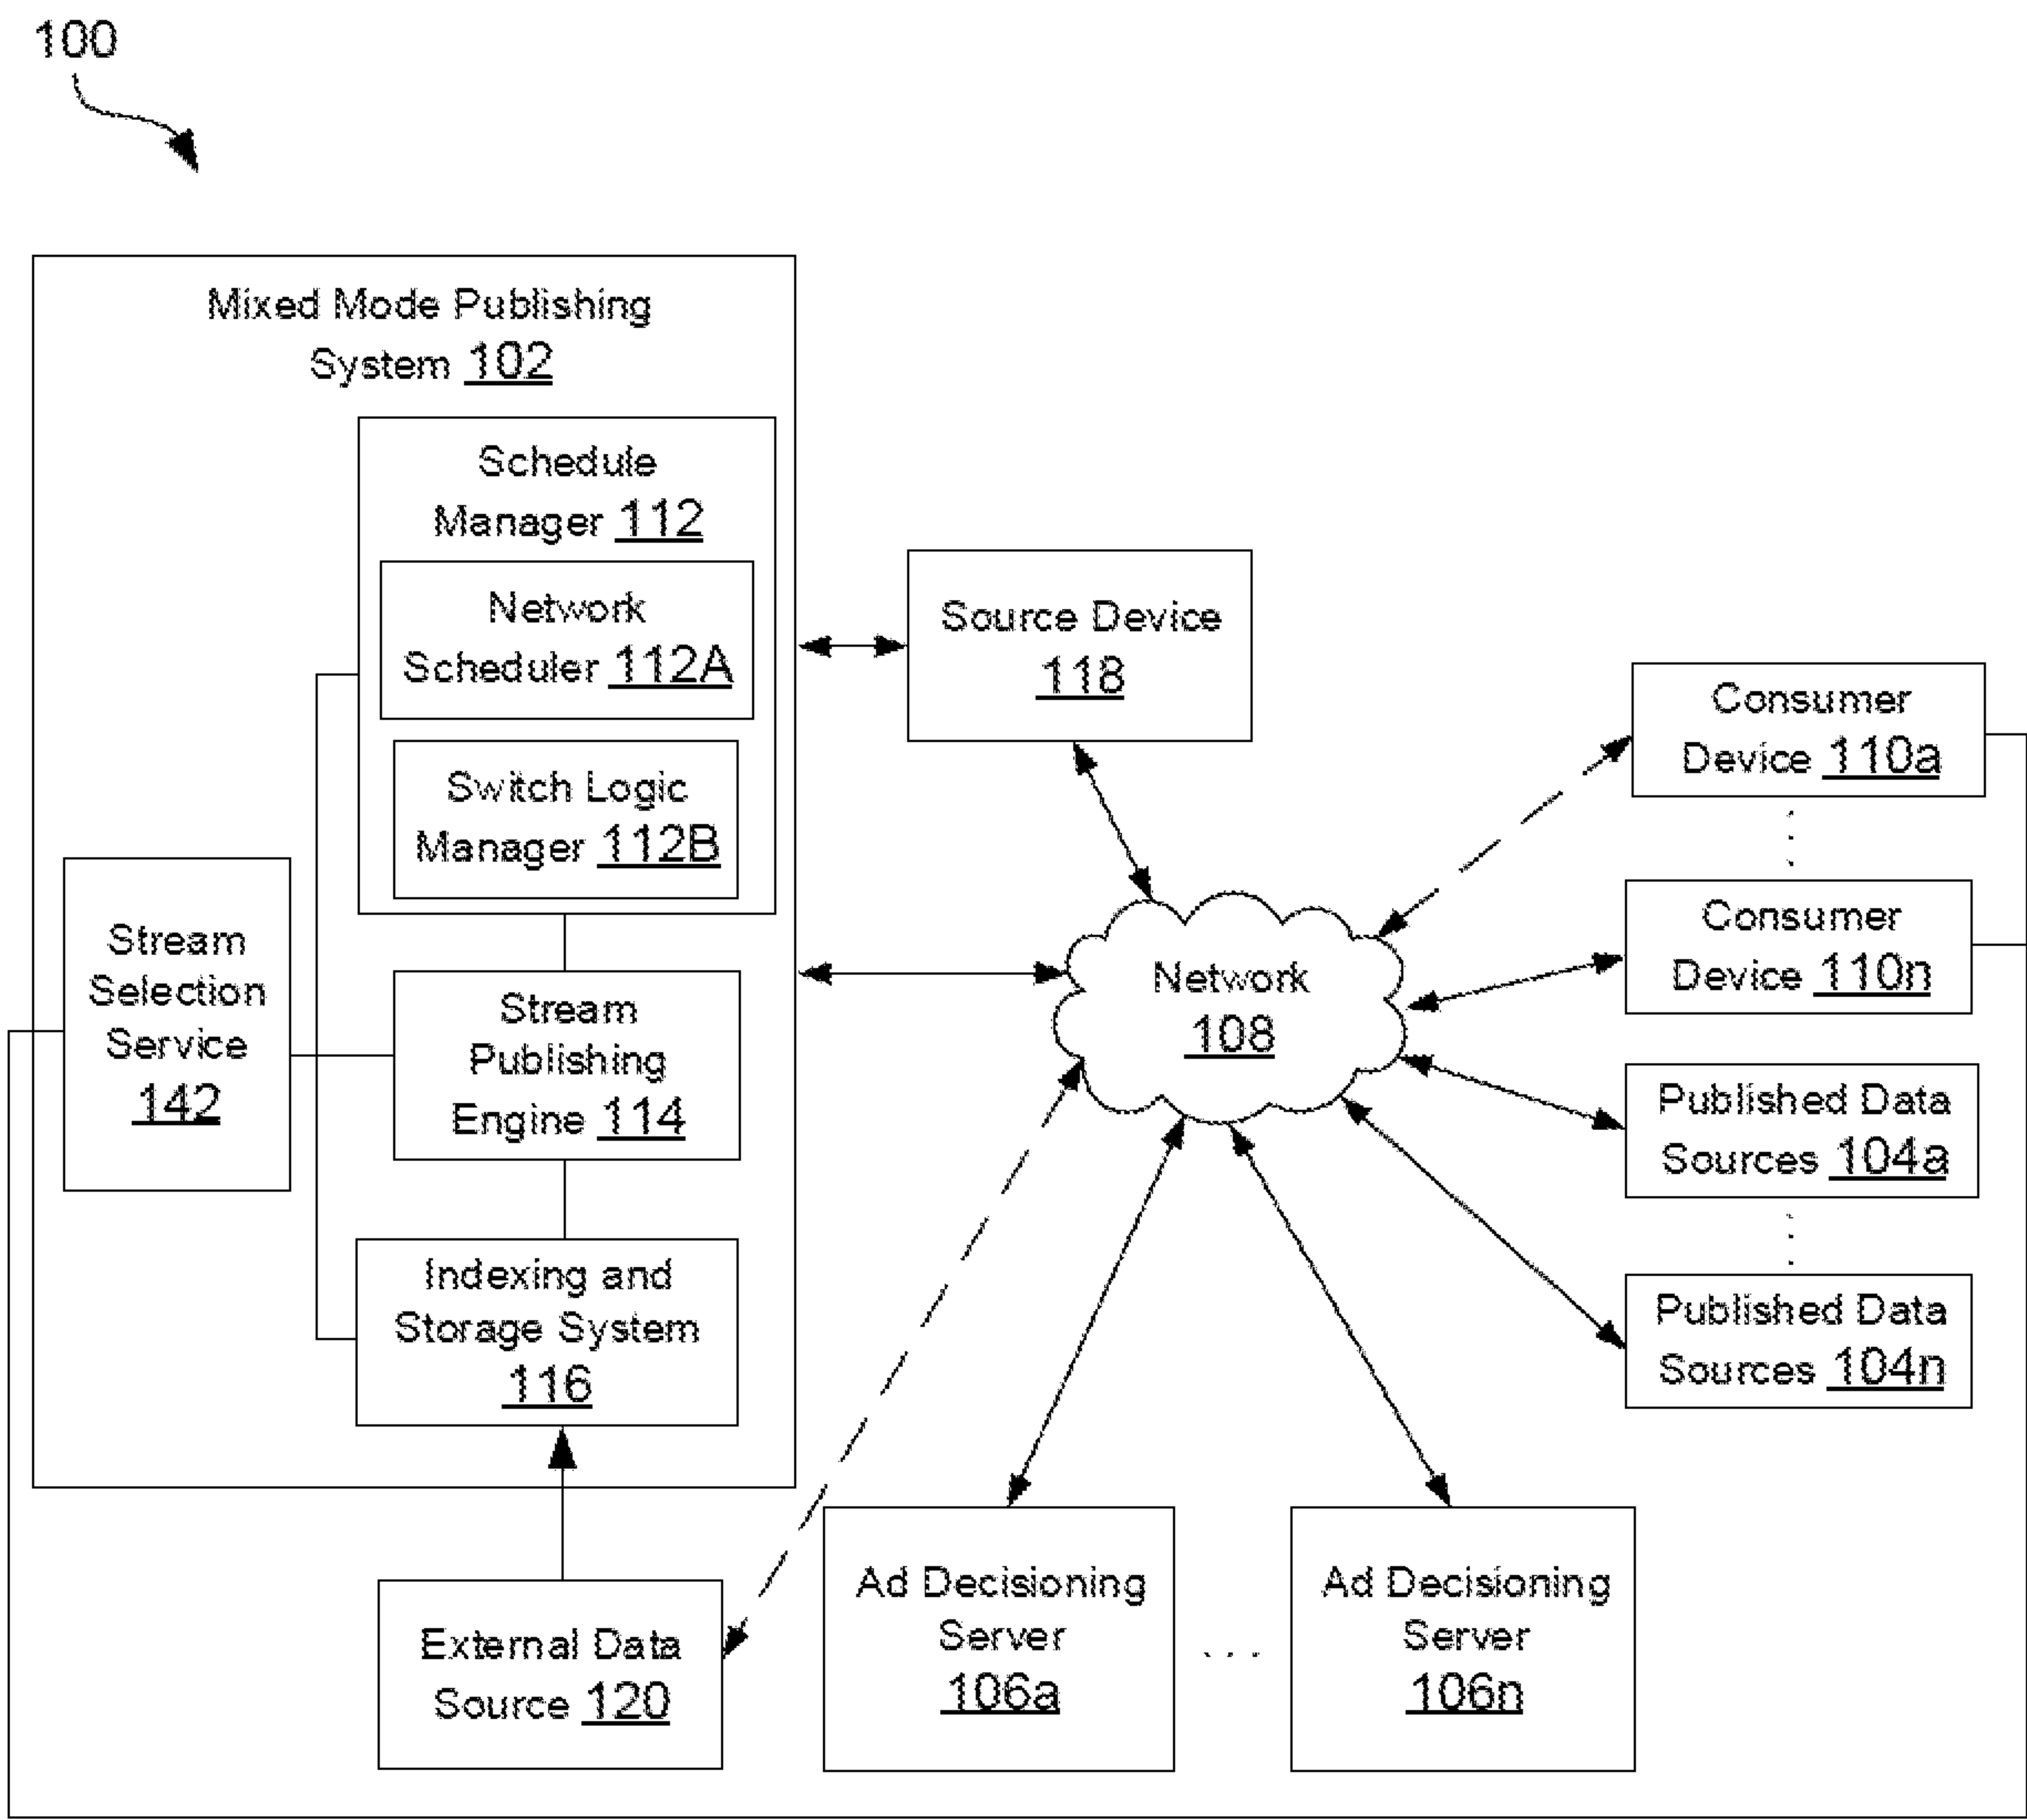 100
Mixed Mode Publishing
System 102
Schedule
Manager 112
Network
Scheduler 112A
Switch Logic
Manager 112B
Stream
Selection
Service
142
Stream
Publishing
Engine 114
Indexing and
Storage System
116
External Data
Source 120
Source Device
118
Network
108
Consumer
Device 110a
Consumer
Device 110n
Published Data
Sources 104a
Published Data
Sources 104n
Ad Decisioning
Server
106a
. . .
Ad Decisioning
Server
106n